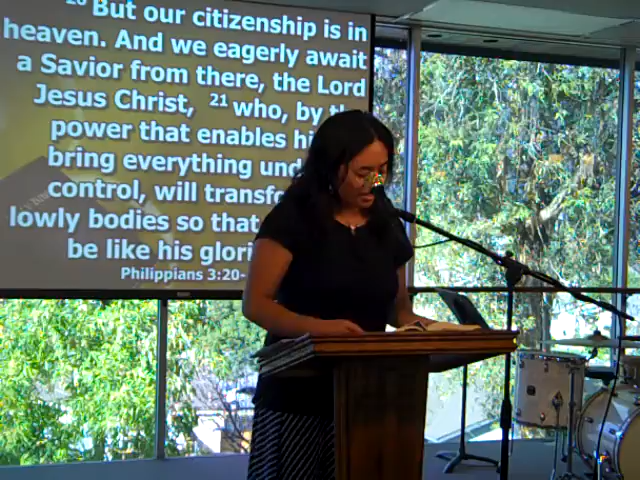 20 But our citizenship is in
heaven. And we eagerly await
a Savior from there, the Lord
Jesus Christ, 21 who, by
power that enables
bring everything
control, will
lowly bodies so that
be like his
Philippians 3:20-